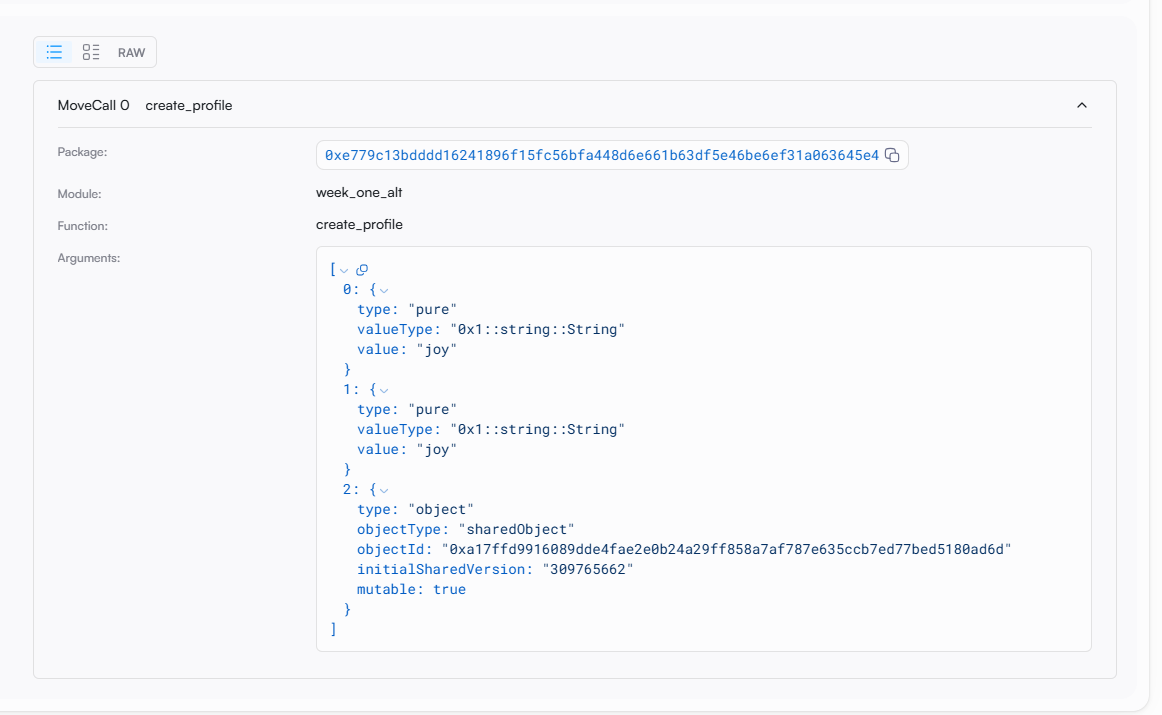 RAW
MoveCall 0 create_profile
Package: 0xe779c13bdddd16241896f15fc56bfa448d6e661b63df5e46be6ef31a063645e4
Module: week_one_alt
Function: create_profile
Arguments:
[
0: {
type: "pure"
valueType: "0x1::string::String"
value: "joy"
}
1: {
type: "pure"
valueType: "0x1::string::String"
value: "joy"
}
2: {
type: "object"
objectType: "sharedObject"
objectId: "0xa17ffd9916089dde4fae2e0b24a29ff858a7af787e635ccb7ed77bed5180ad6d"
initialSharedVersion: "309765662"
mutable: true
}
]